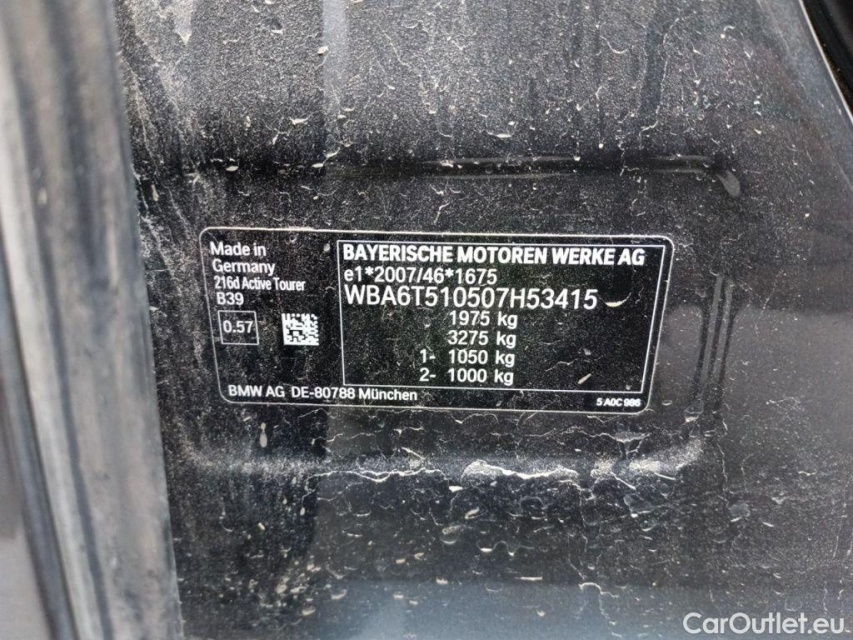 Made in
Germany
216d Active Tourer
B39
0.57
BAYERISCHE MOTOREN WERKE AG
e1*2007/46*1675
WBA6T510507H53415
1975 kg
3275 kg
1- 1050 kg
2- 1000 kg
BMW AG DE-80788 München
5 A0C 986
CarOutlet.eu